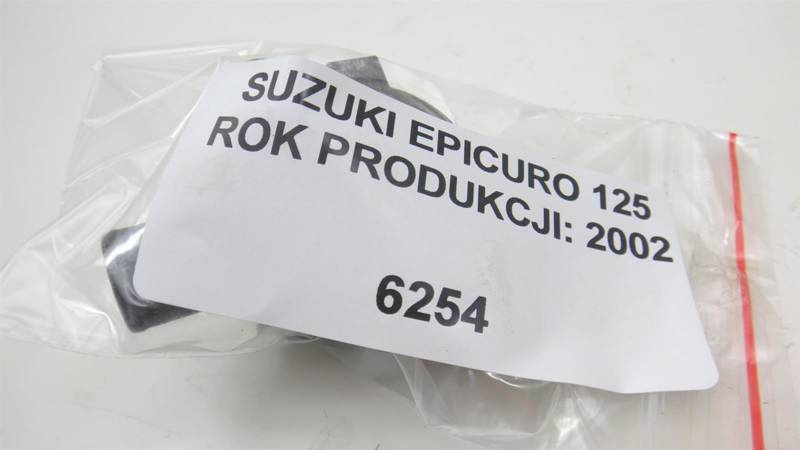 SUZUKI EPICURO 125
ROK PRODUKCJI: 2002
6254